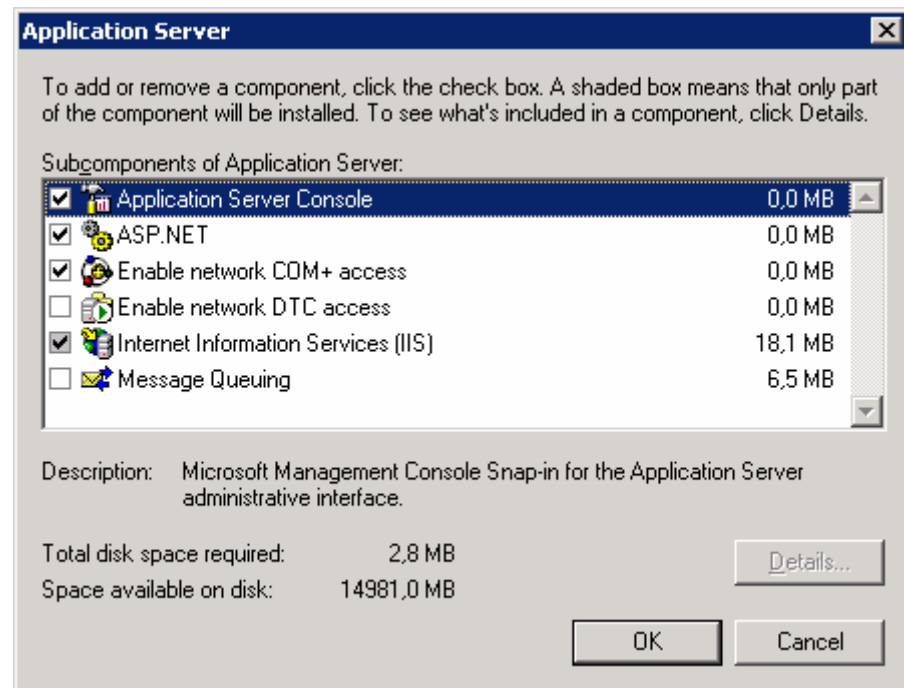 Application Server
To add or remove a component, click the check box. A shaded box means that only part
of the component will be installed. To see what's included in a component, click Details.
Subcomponents of Application Server:
Application Server Console 0,0 MB
ASP.NET 0,0 MB
Enable network COM+ access 0,0 MB
Enable network DTC access 0,0 MB
Internet Information Services (IIS) 18,1 MB
Message Queuing 6,5 MB
Description: Microsoft Management Console Snap-in for the Application Server
administrative interface.
Total disk space required: 2,8 MB
Space available on disk: 14981,0 MB
Details...
OK Cancel